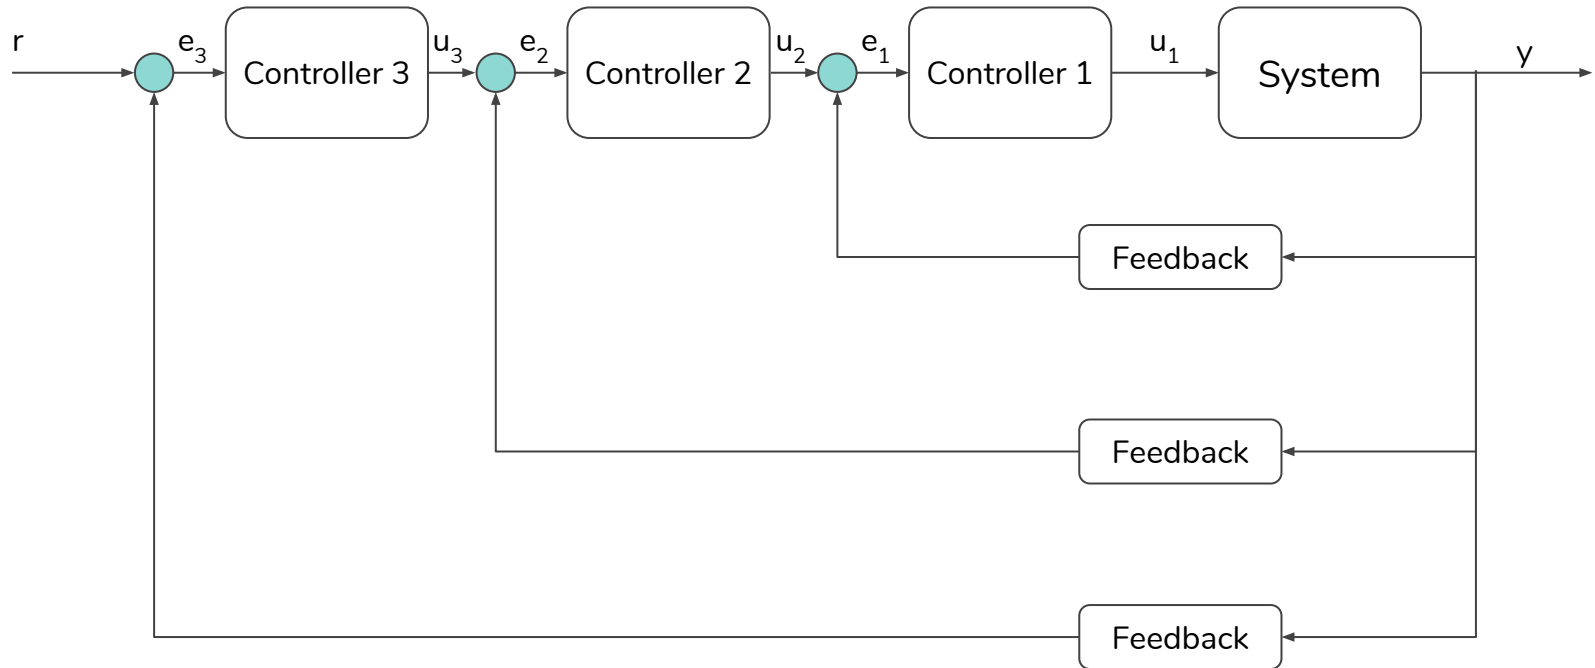 r
e₃
Controller 3
u₃
e₂
Controller 2
u₂
e₁
Controller 1
u₁
System
y
Feedback
Feedback
Feedback